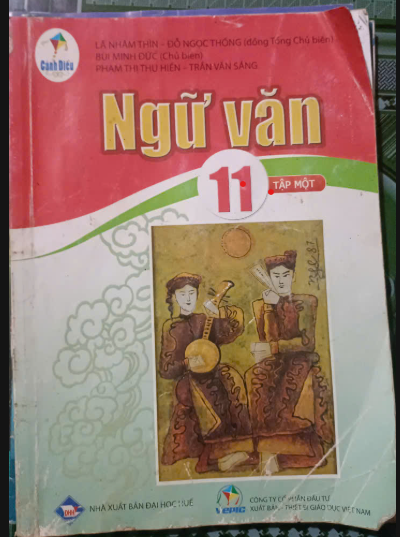 LÃ NHÂM THÌN - ĐỖ NGỌC THỐNG (đồng Tổng Chủ biên)
BÙI MINH ĐỨC (Chủ biên)
PHẠM THỊ THU HIỀN - TRẦN VĂN SÁNG
Cánh Diều
Ngữ văn
11
TẬP MỘT
NHÀ XUẤT BẢN ĐẠI HỌC HUẾ
VEPIC
CÔNG TY CỔ PHẦN ĐẦU TƯ
XUẤT BẢN - THIẾT BỊ GIÁO DỤC VIỆT NAM